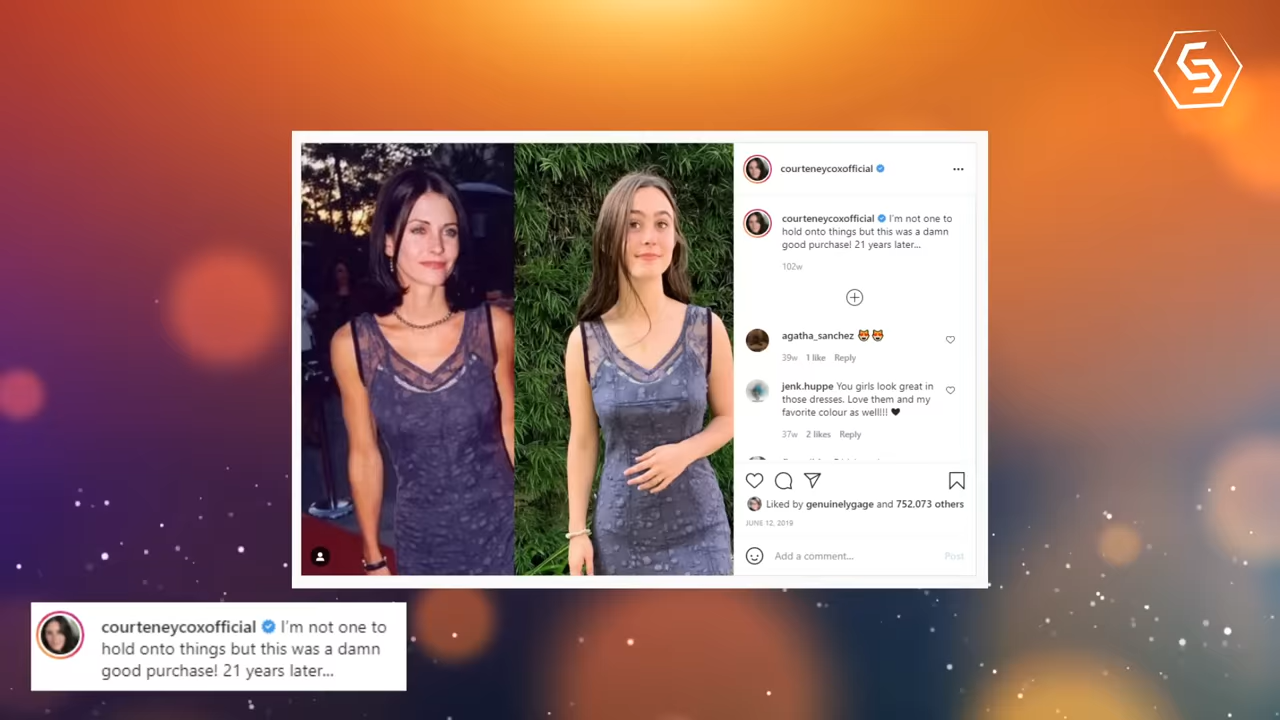 courteneycoxofficial
courteneycoxofficial I'm not one to
hold onto things but this was a damn
good purchase! 21 years later...
102w
agatha_sanchez 😻😻
39w 1 like Reply
jenk.huppe You girls look great in
those dresses. Love them and my
favorite colour as well!!! 🖤
37w 2 likes Reply
Liked by genuinelygage and 752,073 others
JUNE 12, 2019
Add a comment... Post
courteneycoxofficial I'm not one to
hold onto things but this was a damn
good purchase! 21 years later...